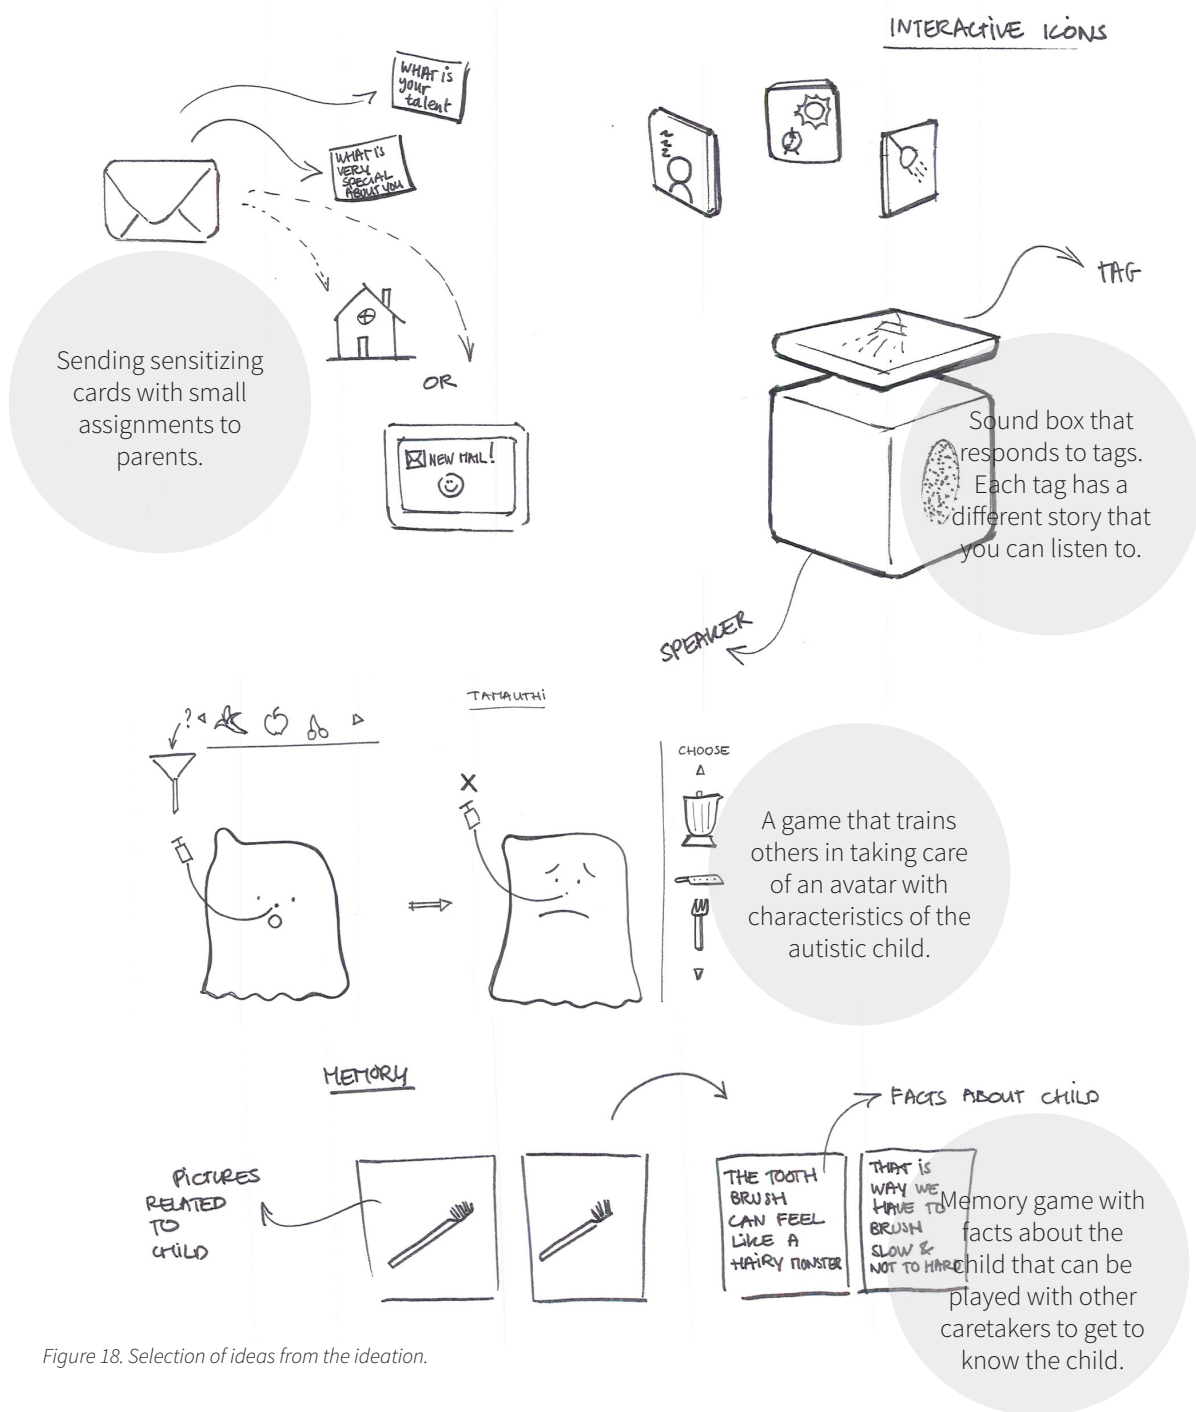 INTERACTIVE ICONS
WHAT is
your
talent
WHAT IS
VERY
SPECIAL
ABOUT YOU
TAG
Sending sensitizing
cards with small
assignments to
parents.
OR
NEW MAIL!
Sound box that
responds to tags.
Each tag has a
different story that
you can listen to.
SPEAKER
TAMAUTHi
?
X
CHOOSE
A game that trains
others in taking care
of an avatar with
characteristics of the
autistic child.
MEMORY
FACTS ABOUT CHILD
PICTURES
RELATED
TO
CHILD
THE TOOTH
BRUSH
CAN FEEL
LIKE A
HAIRY MONSTER
THAT is
WAY WE
HAVE TO
BRUSH
SLOW &
NOT TO HARD
Memory game with
facts about the
child that can be
played with other
caretakers to get to
know the child.
Figure 18. Selection of ideas from the ideation.